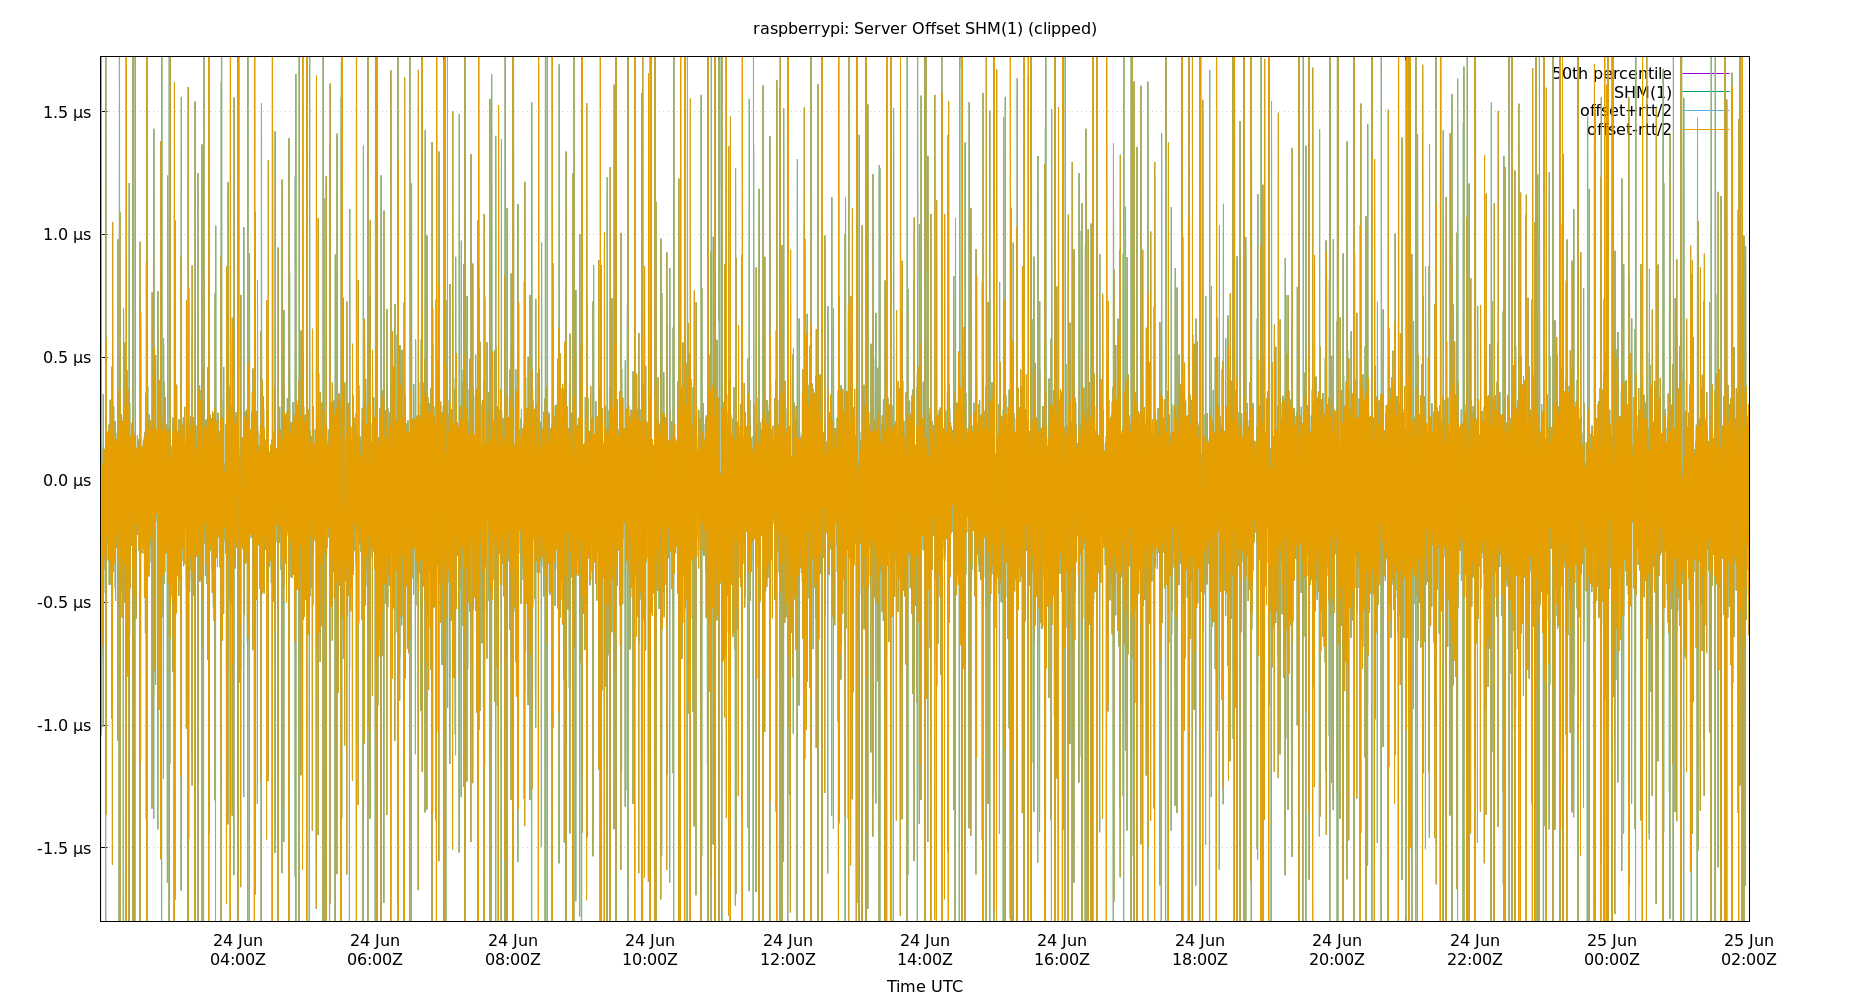 raspberrypi: Server Offset SHM(1) (clipped)
50th percentile
SHM(1)
offset+rtt/2
offset-rtt/2
1.5 µs
1.0 µs
0.5 µs
0.0 µs
-0.5 µs
-1.0 µs
-1.5 µs
24 Jun 24 Jun 24 Jun 24 Jun 24 Jun 24 Jun 24 Jun 24 Jun 24 Jun 24 Jun 25 Jun 25 Jun
04:00Z 06:00Z 08:00Z 10:00Z 12:00Z 14:00Z 16:00Z 18:00Z 20:00Z 22:00Z 00:00Z 02:00Z
Time UTC